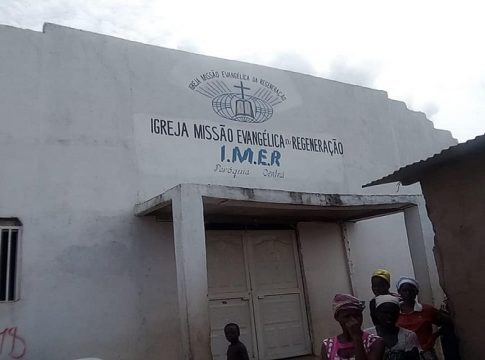 IGREJA MISSÃO EVANGÉLICA DA REGENERAÇÃO
IGREJA MISSÃO EVANGÉLICA DA REGENERAÇÃO
I.M.E.R
Paróquia Central